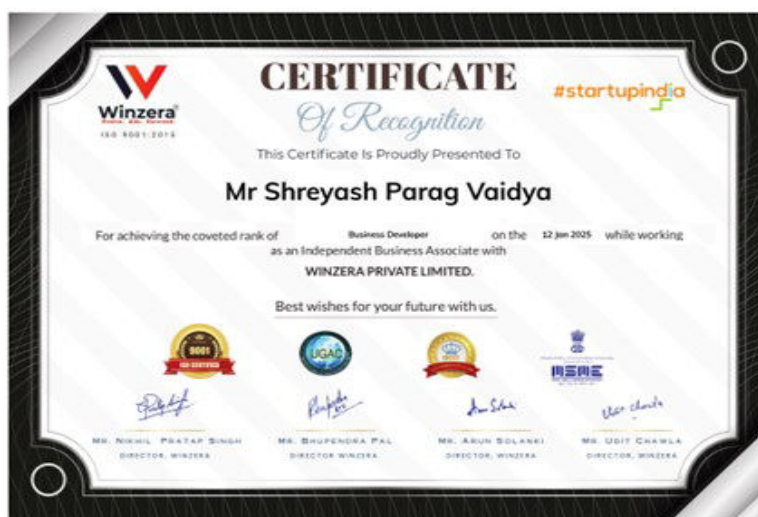 Winzera®
ISO 9001:2015
CERTIFICATE
Of Recognition
#startupindia
This Certificate Is Proudly Presented To
Mr Shreyash Parag Vaidya
For achieving the coveted rank of Business Developer on the 12 Jan 2025 while working
as an Independent Business Associate with
WINZERA PRIVATE LIMITED.
Best wishes for your future with us.
9001
ISO CERTIFIED
UGAC
MSME
MR. NIKHIL PRATAP SINGH
DIRECTOR, WINZERA
MR. BHUPENDRA PAL
DIRECTOR WINZERA
MR. ARUN SOLANKI
DIRECTOR, WINZERA
MR. UDIT CHAWLA
DIRECTOR, WINZERA